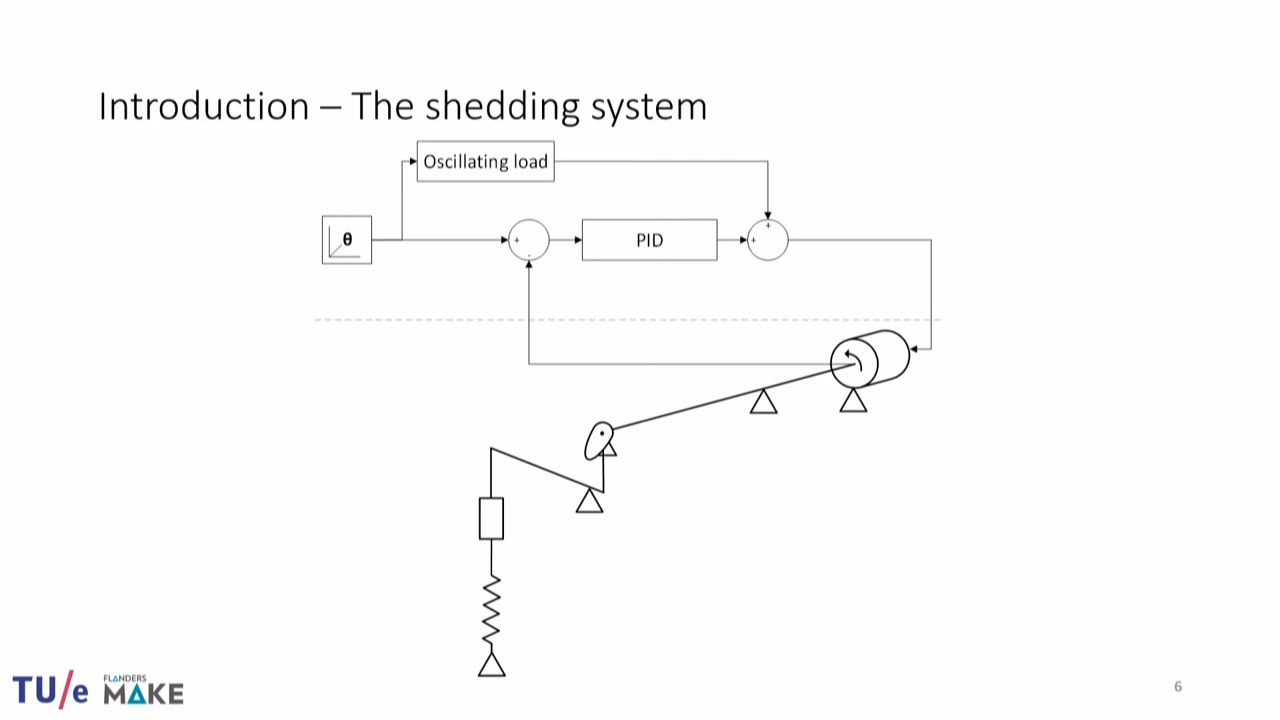 Introduction – The shedding system
Oscillating load
θ
+
-
PID
+
+
TU/e
FLANDERS
MAKE
6